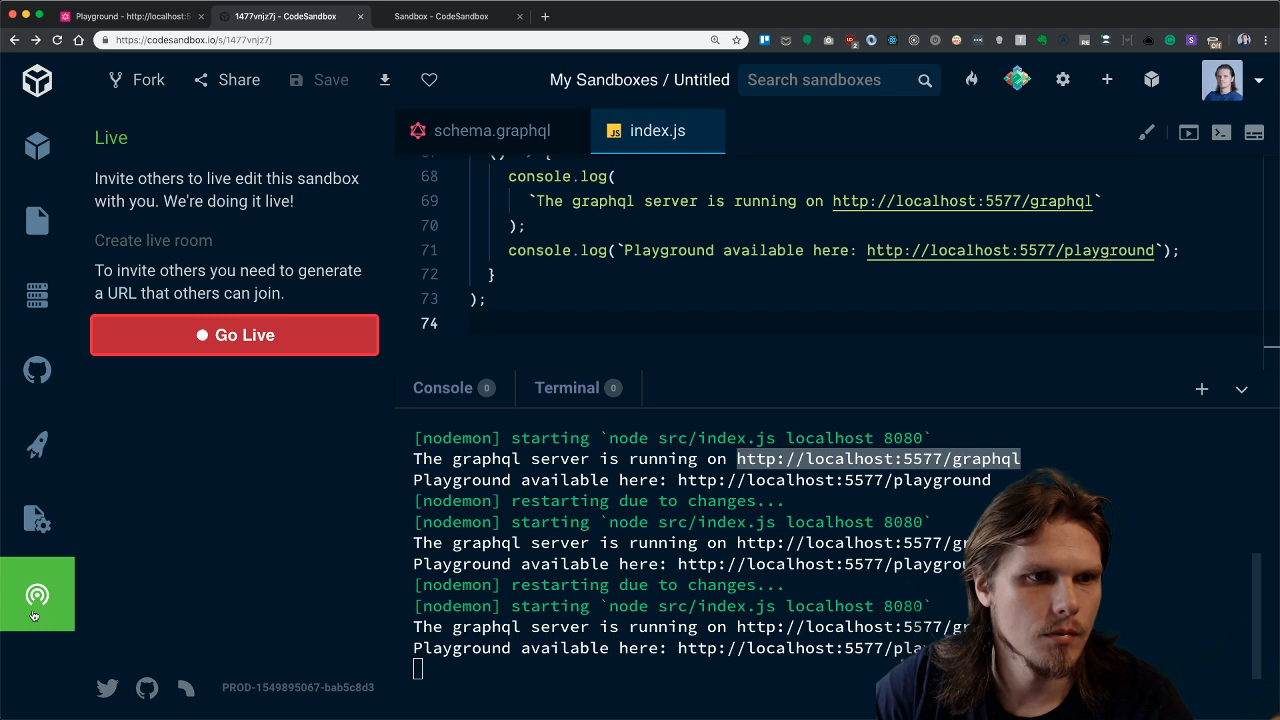 Playground - http://localhost:5
1477vnjz7j - CodeSandbox
Sandbox - CodeSandbox
https://codesandbox.io/s/1477vnjz7j
Fork
Share
Save
My Sandboxes / Untitled
Search sandboxes
Live
Invite others to live edit this sandbox
with you. We're doing it live!
Create live room
To invite others you need to generate
a URL that others can join.
Go Live
PROD-1549895067-bab5c8d3
schema.graphql
JS index.js
68 console.log(
69 `The graphql server is running on http://localhost:5577/graphql`
70 );
71 console.log(`Playground available here: http://localhost:5577/playground`);
72 }
73 );
74
Console 0
Terminal 0
[nodemon] starting `node src/index.js localhost 8080`
The graphql server is running on http://localhost:5577/graphql
Playground available here: http://localhost:5577/playground
[nodemon] restarting due to changes...
[nodemon] starting `node src/index.js localhost 8080`
The graphql server is running on http://localhost:5577/g
Playground available here: http://localhost:5577/playgrou
[nodemon] restarting due to changes...
[nodemon] starting `node src/index.js localhost 8080`
The graphql server is running on http://localhost:5577/g
Playground available here: http://localhost:5577/pla